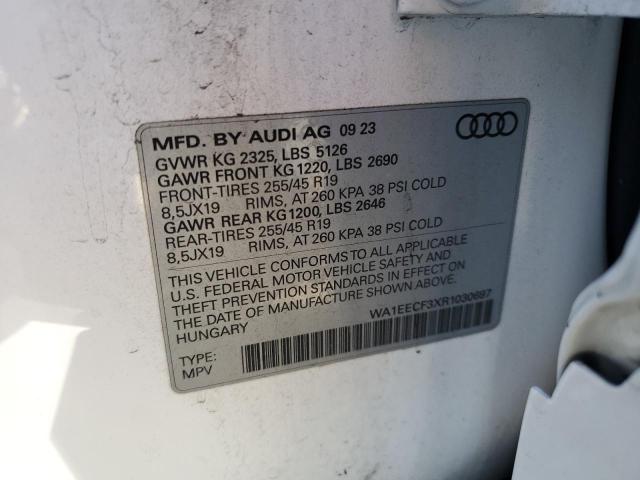 MFD. BY AUDI AG 09 23
GVWR KG 2325, LBS 5126
GAWR FRONT KG 1220, LBS 2690
FRONT-TIRES 255/45 R19
8,5JX19 RIMS, AT 260 KPA 38 PSI COLD
GAWR REAR KG1200, LBS 2646
REAR-TIRES 255/45 R19
8,5JX19 RIMS, AT 260 KPA 38 PSI COLD
THIS VEHICLE CONFORMS TO ALL APPLICABLE
U.S. FEDERAL MOTOR VEHICLE SAFETY AND
THEFT PREVENTION STANDARDS IN EFFECT ON
THE DATE OF MANUFACTURE SHOWN ABOVE.
HUNGARY
WA1EECF3XR1030697
TYPE:
MPV